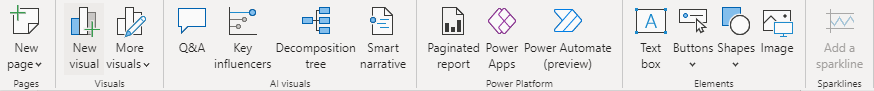 New page
New visual
More visuals
Q&A
Key influencers
Decomposition tree
Smart narrative
Paginated report
Power Apps
Power Automate (preview)
A
Text box
Buttons
Shapes
Image
Add a sparkline
Pages
Visuals
AI visuals
Power Platform
Elements
Sparklines